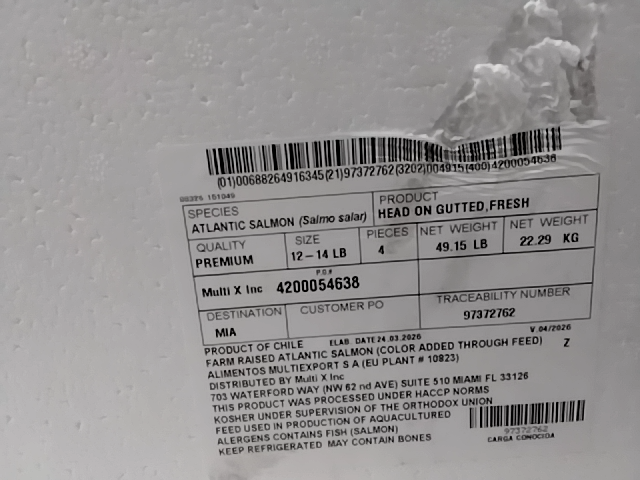 (01)00688264916345(21)97372762(3202)004915(400)4200054638
SPECIES
ATLANTIC SALMON (Salmo salar)
PRODUCT
HEAD ON GUTTED, FRESH
QUALITY
PREMIUM
SIZE
12-14 LB
PIECES
4
NET WEIGHT
49.15 LB
NET WEIGHT
22.29 KG
P.O.#
Multi X Inc 4200054638
DESTINATION
MIA
CUSTOMER PO
TRACEABILITY NUMBER
97372762
PRODUCT OF CHILE ELAB. DATE 24.03.2026 V.04/2026
FARM RAISED ATLANTIC SALMON (COLOR ADDED THROUGH FEED) Z
ALIMENTOS MULTIEXPORT S A (EU PLANT # 10823)
DISTRIBUTED BY Multi X Inc
703 WATERFORD WAY (NW 62 nd AVE) SUITE 510 MIAMI FL 33126
THIS PRODUCT WAS PROCESSED UNDER HACCP NORMS
KOSHER UNDER SUPERVISION OF THE ORTHODOX UNION
FEED USED IN PRODUCTION OF AQUACULTURED
ALERGENS CONTAINS FISH (SALMON)
KEEP REFRIGERATED MAY CONTAIN BONES
97372762
CARGA CONOCIDA